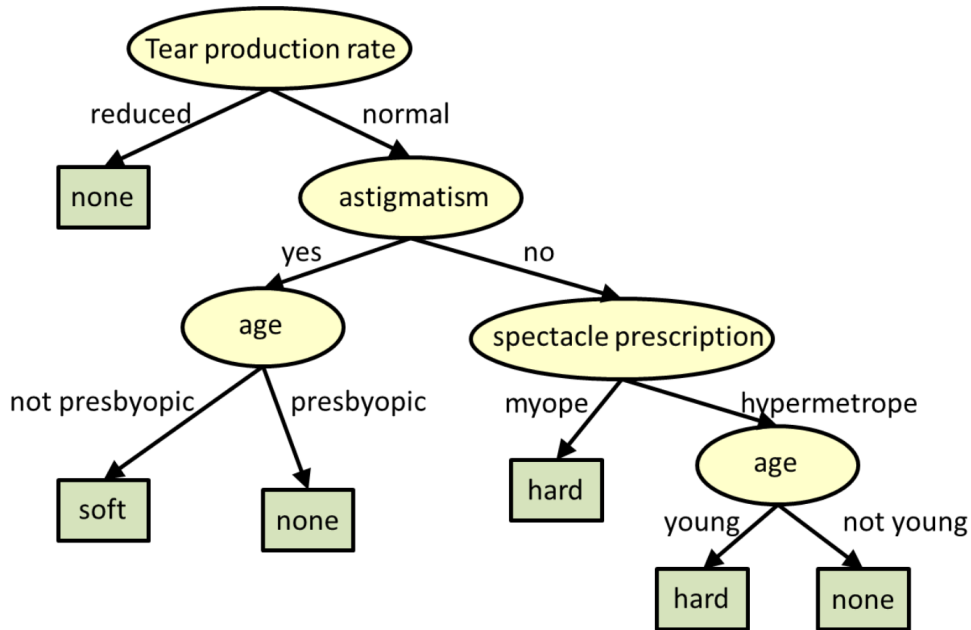 Tear production rate
reduced
normal
none
astigmatism
yes
no
age
spectacle prescription
not presbyopic
presbyopic
myope
hypermetrope
soft
none
hard
age
young
not young
hard
none